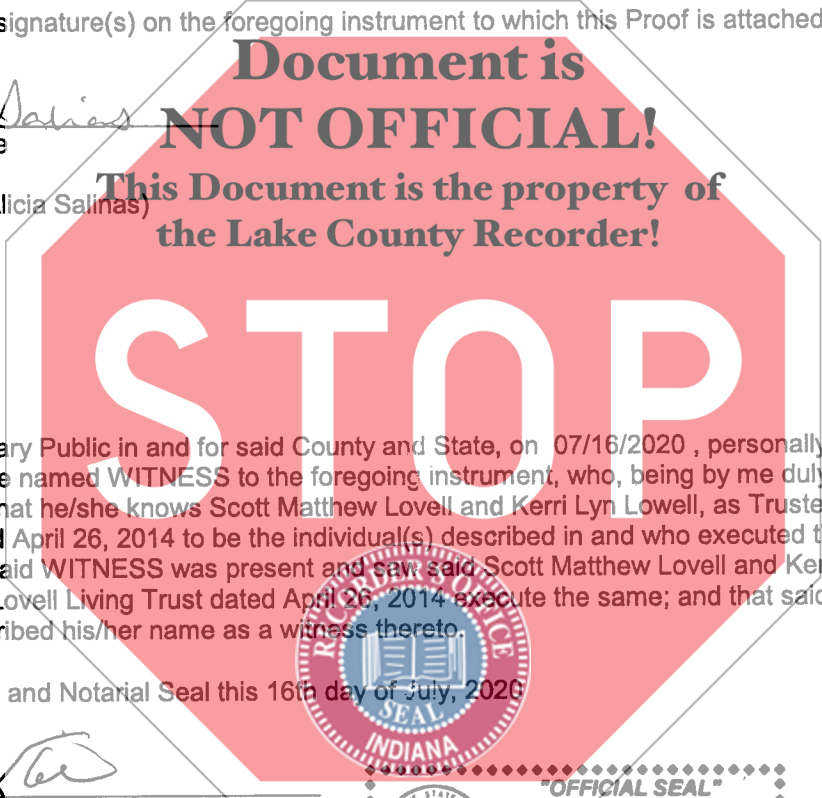 signature(s) on the foregoing instrument to which this Proof is attached
Document is
NOT OFFICIAL!
Salinas
e
This Document is the property of
licia Salinas)
the Lake County Recorder!
STOP
ary Public in and for said County and State, on 07/16/2020 , personally
e named WITNESS to the foregoing instrument, who, being by me duly
nat he/she knows Scott Matthew Lovell and Kerri Lyn Lowell, as Truste
April 26, 2014 to be the individual(s) described in and who executed t
aid WITNESS was present and saw said Scott Matthew Lovell and Ke
ovell Living Trust dated April 26, 2014 execute the same; and that said
ribed his/her name as a witness thereto.
RECORDER'S OFFICE
SEAL
INDIANA
and Notarial Seal this 16th day of July, 2020
"OFFICIAL SEAL"